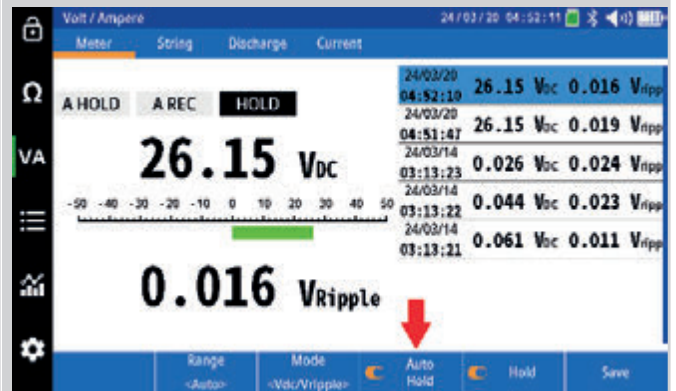 Volt / Ampere 24/03/20 04:52:11
Meter String Discharge Current
Ω
VA
A HOLD A REC HOLD
26.15 VDC
-50 -40 -30 -20 -10 0 10 20 30 40 50
0.016 VRipple
24/03/20 04:52:10 26.15 VDC 0.016 Vripp
24/03/20 04:51:47 26.15 VDC 0.019 Vripp
24/03/14 03:13:23 0.026 VDC 0.024 Vripp
24/03/14 03:13:22 0.044 VDC 0.023 Vripp
24/03/14 03:13:21 0.061 VDC 0.011 Vripp
Range <Auto>
Mode <Vdc/Vripple>
Auto Hold
Hold
Save